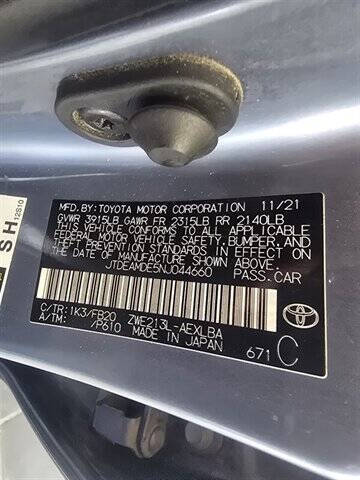 MFD.BY:TOYOTA MOTOR CORPORATION 11/21
GVWR 3915LB GAWR FR 2315LB RR 2140LB
THIS VEHICLE CONFORMS TO ALL APPLICABLE
FEDERAL MOTOR VEHICLE SAFETY, BUMPER, AND
THEFT PREVENTION STANDARDS IN EFFECT ON
THE DATE OF MANUFACTURE SHOWN ABOVE.
JTDEAMDE5NJ044660 PASS.CAR
C/TR:1K3/FB20 ZWE213L-AEXLBA
A/TM: /P610 MADE IN JAPAN 671 C
SH
12S10